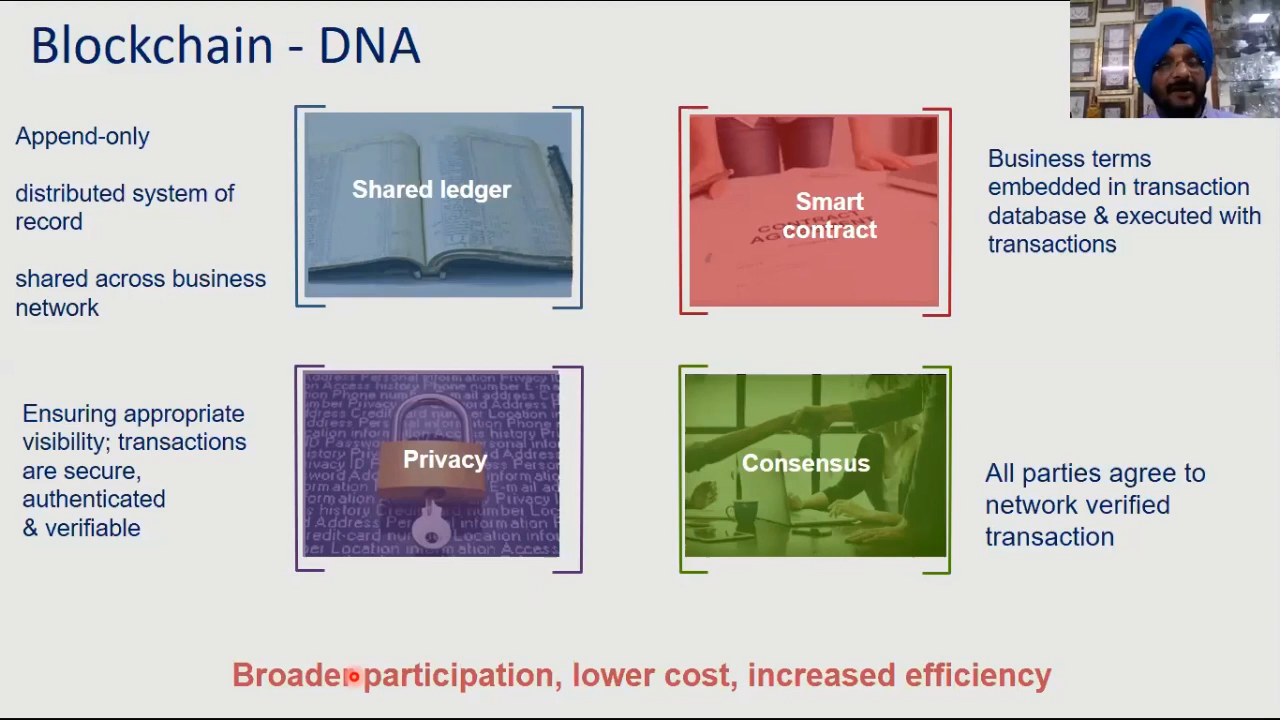 Blockchain - DNA
Append-only
distributed system of
record
shared across business
network
Shared ledger
Smart
contract
CONTRACT
Business terms
embedded in transaction
database & executed with
transactions
Ensuring appropriate
visibility; transactions
are secure,
authenticated
& verifiable
Privacy
Consensus
All parties agree to
network verified
transaction
Broader participation, lower cost, increased efficiency